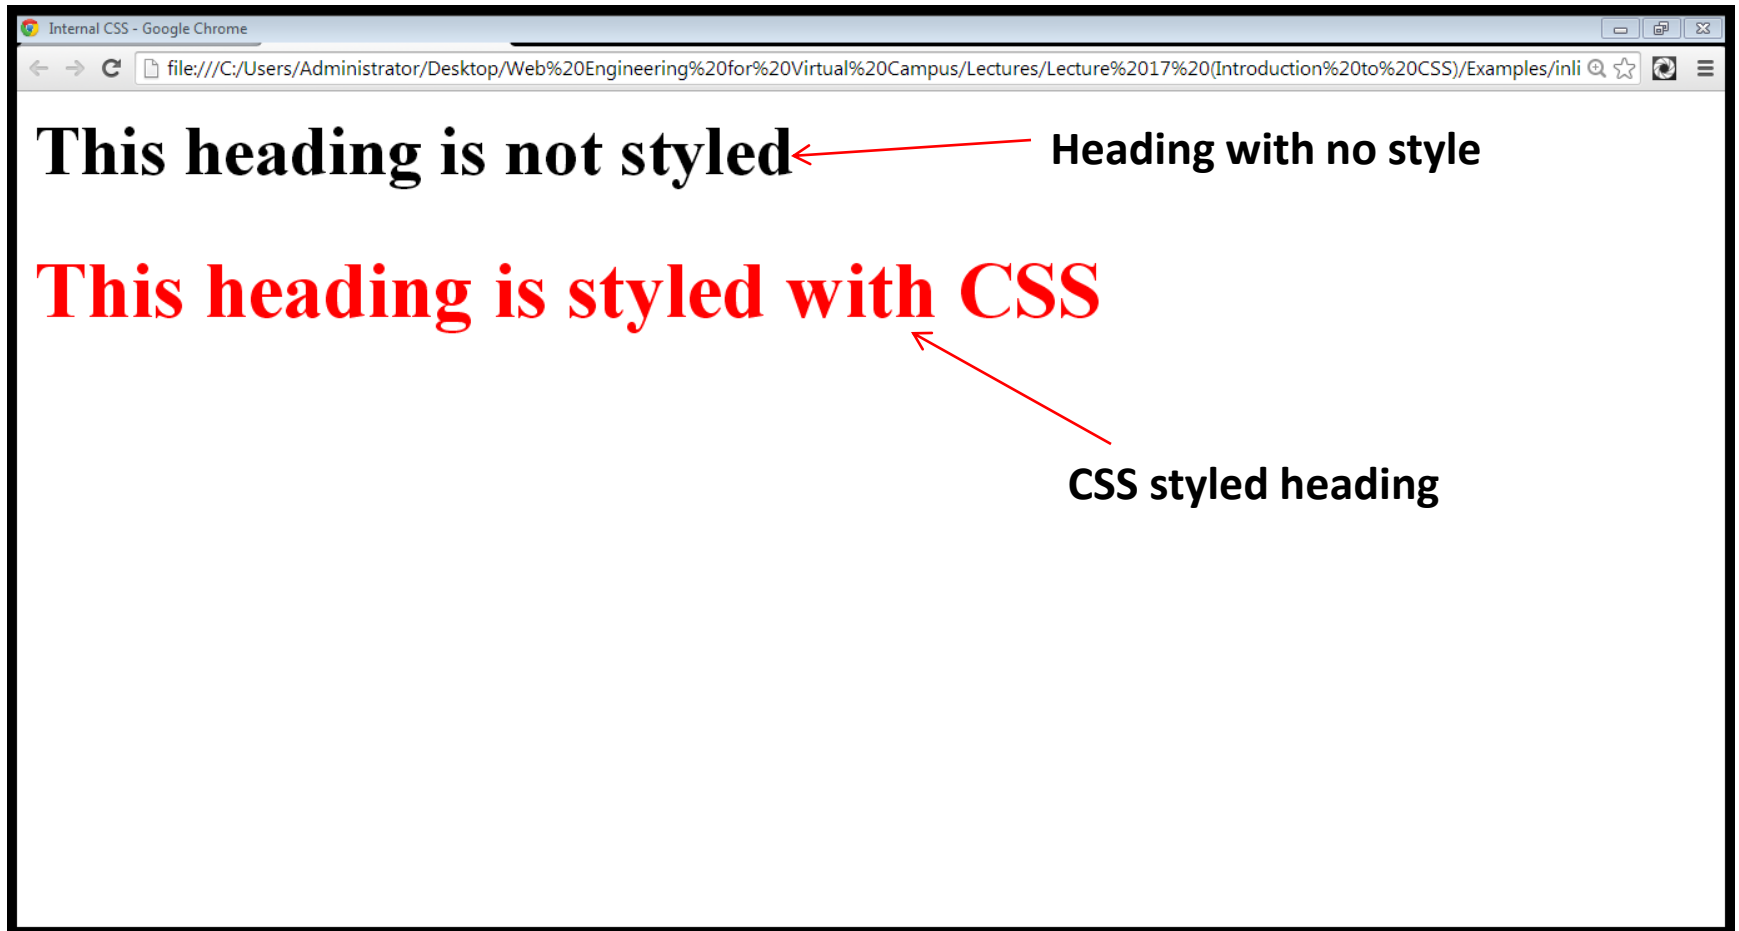 Internal CSS - Google Chrome
file:///C:/Users/Administrator/Desktop/Web%20Engineering%20for%20Virtual%20Campus/Lectures/Lecture%2017%20(Introduction%20to%20CSS)/Examples/inli
This heading is not styled
Heading with no style
This heading is styled with CSS
CSS styled heading